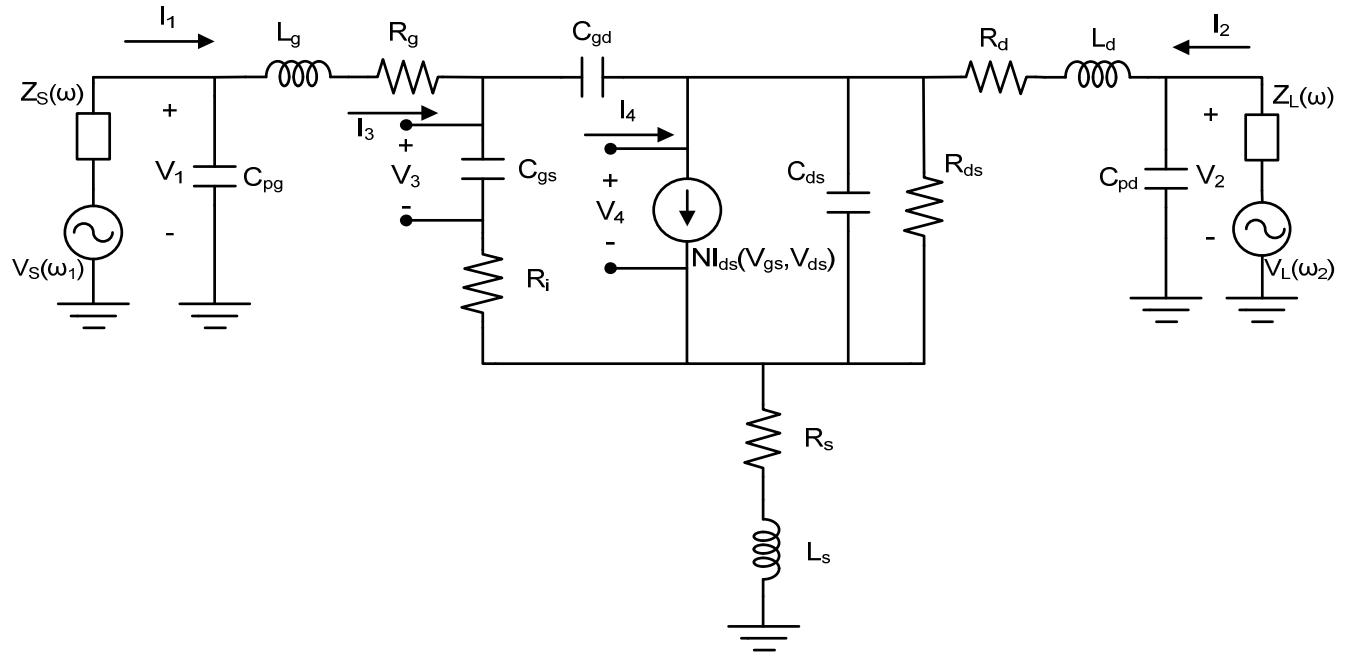 I1
Lg
Rg
Cgd
Rd
Ld
I2
ZS(ω)
+
V1
-
Cpg
VS(ω1)
I3
+
V3
-
Cgs
Ri
I4
+
V4
-
NIds(Vgs,Vds)
Cds
Rds
Cpd
+
V2
-
ZL(ω)
VL(ω2)
Rs
Ls